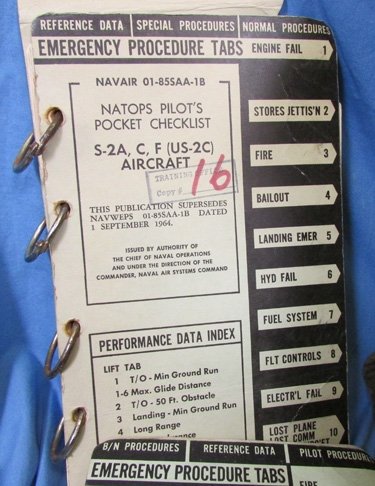 REFERENCE DATA SPECIAL PROCEDURES NORMAL PROCEDURES
EMERGENCY PROCEDURE TABS ENGINE FAIL 1
NAVAIR 01-85SAA-1B
NATOPS PILOT'S
POCKET CHECKLIST
S-2A, C, F (US-2C)
AIRCRAFT
TRAINING
Copy # 16
THIS PUBLICATION SUPERSEDES
NAVWEPS 01-85SAA-1B DATED
1 SEPTEMBER 1964.
ISSUED BY AUTHORITY OF
THE CHIEF OF NAVAL OPERATIONS
AND UNDER THE DIRECTION OF THE
COMMANDER, NAVAL AIR SYSTEMS COMMAND
STORES JETTIS'N 2
FIRE 3
BAILOUT 4
LANDING EMER 5
HYD FAIL 6
FUEL SYSTEM 7
FLT CONTROLS 8
ELECTR'L FAIL 9
LOST PLANE
LOST COMM 10
PERFORMANCE DATA INDEX
LIFT TAB
1 T/O - Min Ground Run
1-6 Max. Glide Distance
2 T/O - 50 Ft. Obstacle
3 Landing - Min Ground Run
4 Long Range
B/N PROCEDURES REFERENCE DATA PILOT PROCEDURES
EMERGENCY PROCEDURE TABS FIRE